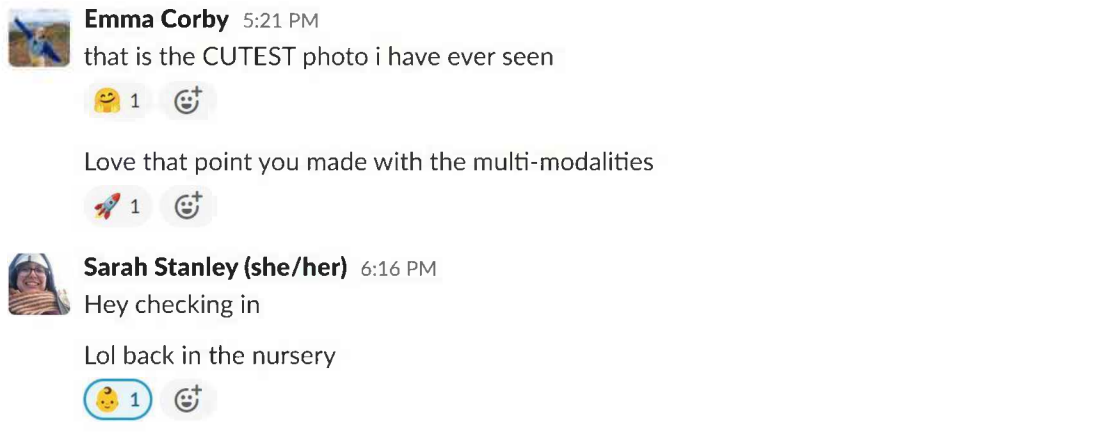 Emma Corby 5:21 PM
that is the CUTEST photo i have ever seen
1
Love that point you made with the multi-modalities
1
Sarah Stanley (she/her) 6:16 PM
Hey checking in
Lol back in the nursery
1